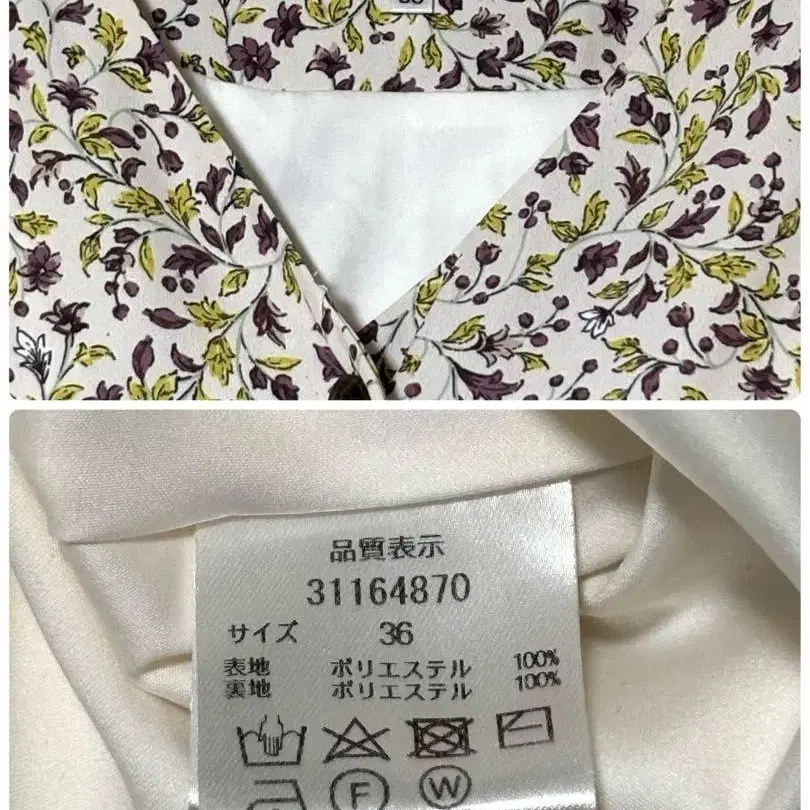 品質表示
31164870
サイズ 36
表地 ポリエステル 100%
裏地 ポリエステル 100%
F W